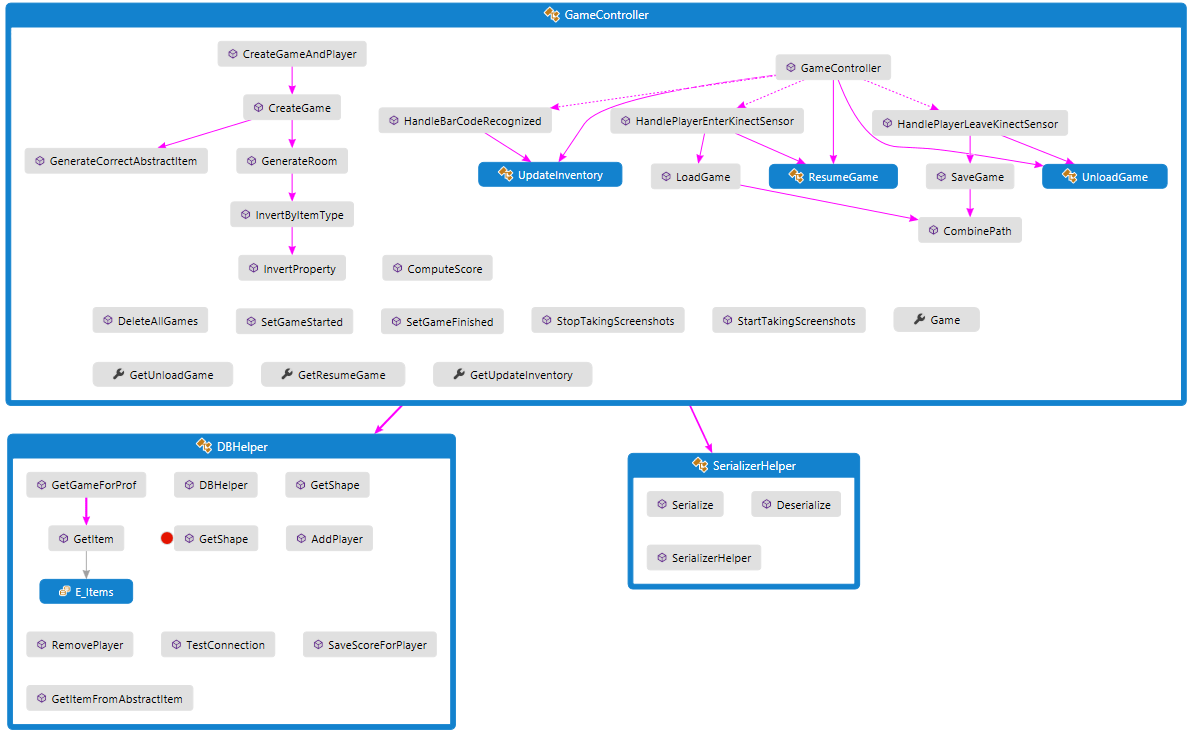 GameController
CreateGameAndPlayer
GameController
CreateGame
HandleBarCodeRecognized
HandlePlayerEnterKinectSensor
HandlePlayerLeaveKinectSensor
GenerateCorrectAbstractItem
GenerateRoom
UpdateInventory
LoadGame
ResumeGame
SaveGame
UnloadGame
InvertByItemType
CombinePath
InvertProperty
ComputeScore
DeleteAllGames
SetGameStarted
SetGameFinished
StopTakingScreenshots
StartTakingScreenshots
Game
GetUnloadGame
GetResumeGame
GetUpdateInventory
DBHelper
GetGameForProf
DBHelper
GetShape
GetItem
GetShape
AddPlayer
E_Items
RemovePlayer
TestConnection
SaveScoreForPlayer
GetItemFromAbstractItem
SerializerHelper
Serialize
Deserialize
SerializerHelper